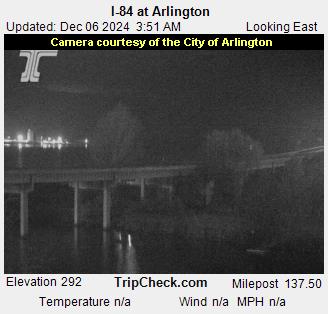 I-84 at Arlington
Updated: Dec 06 2024 3:51 AM Looking East
Camera courtesy of the City of Arlington
Elevation 292 TripCheck.com Milepost 137.50
Temperature n/a Wind n/a MPH n/a